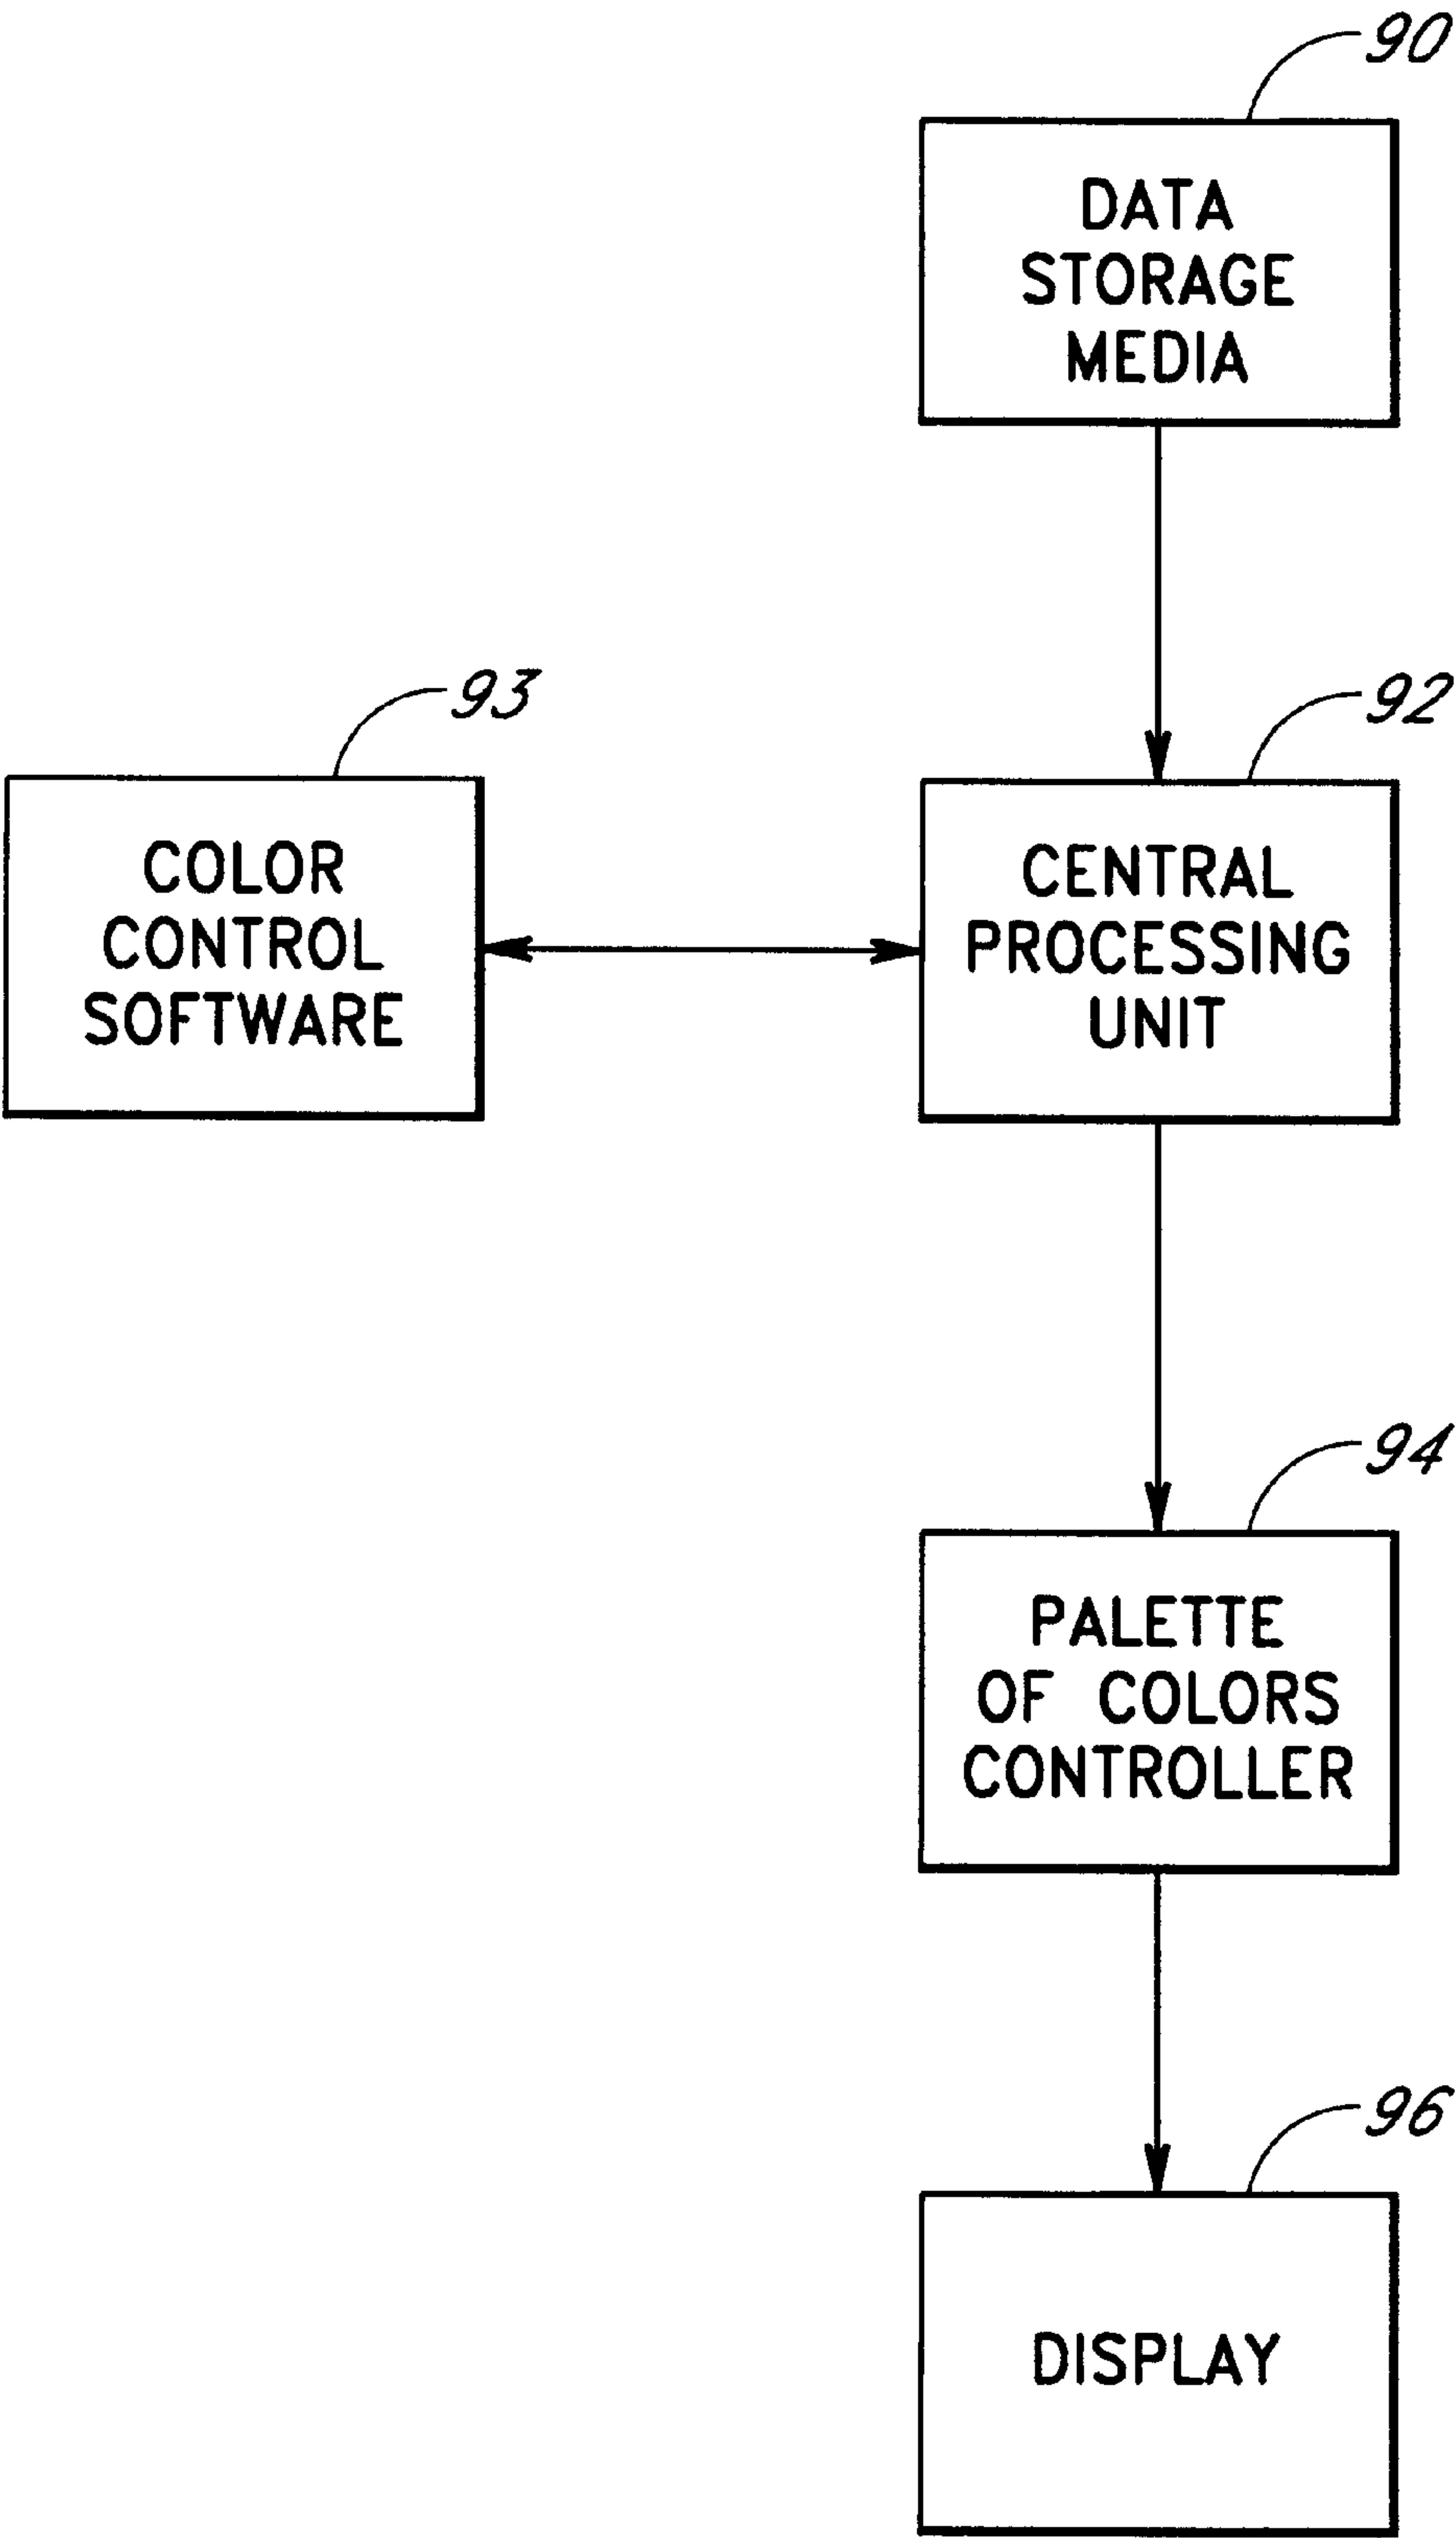 90
DATA
STORAGE
MEDIA
93
92
COLOR
CONTROL
SOFTWARE
CENTRAL
PROCESSING
UNIT
94
PALETTE
OF COLORS
CONTROLLER
96
DISPLAY